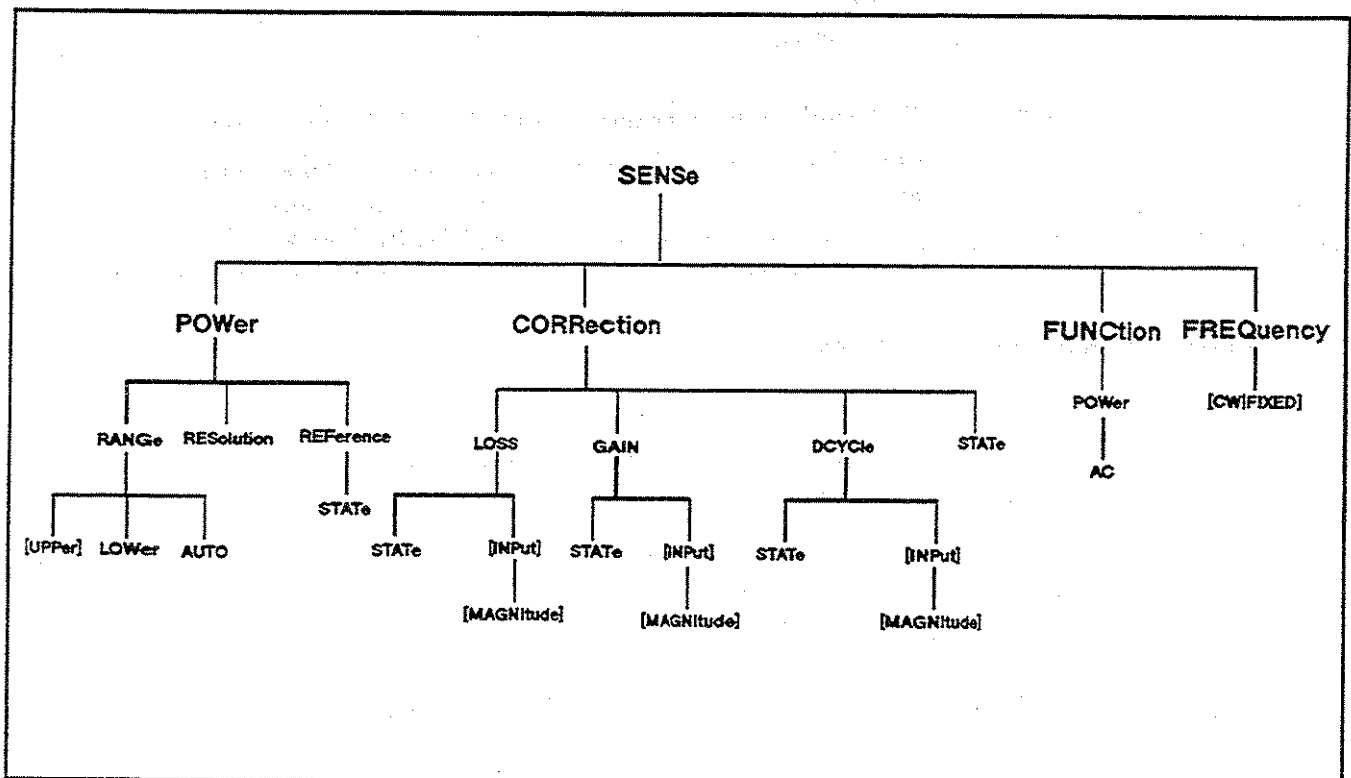 SENSe
POWer CORRection FUNCtion FREQuency
RANGe RESolution REFerence LOSS GAIN DCYCle STATe POWer [CW|FIXED]
STATe AC
[UPPer] LOWer AUTO STATe [INPut] STATe [INPut] STATe [INPut]
[MAGNitude] [MAGNitude] [MAGNitude]